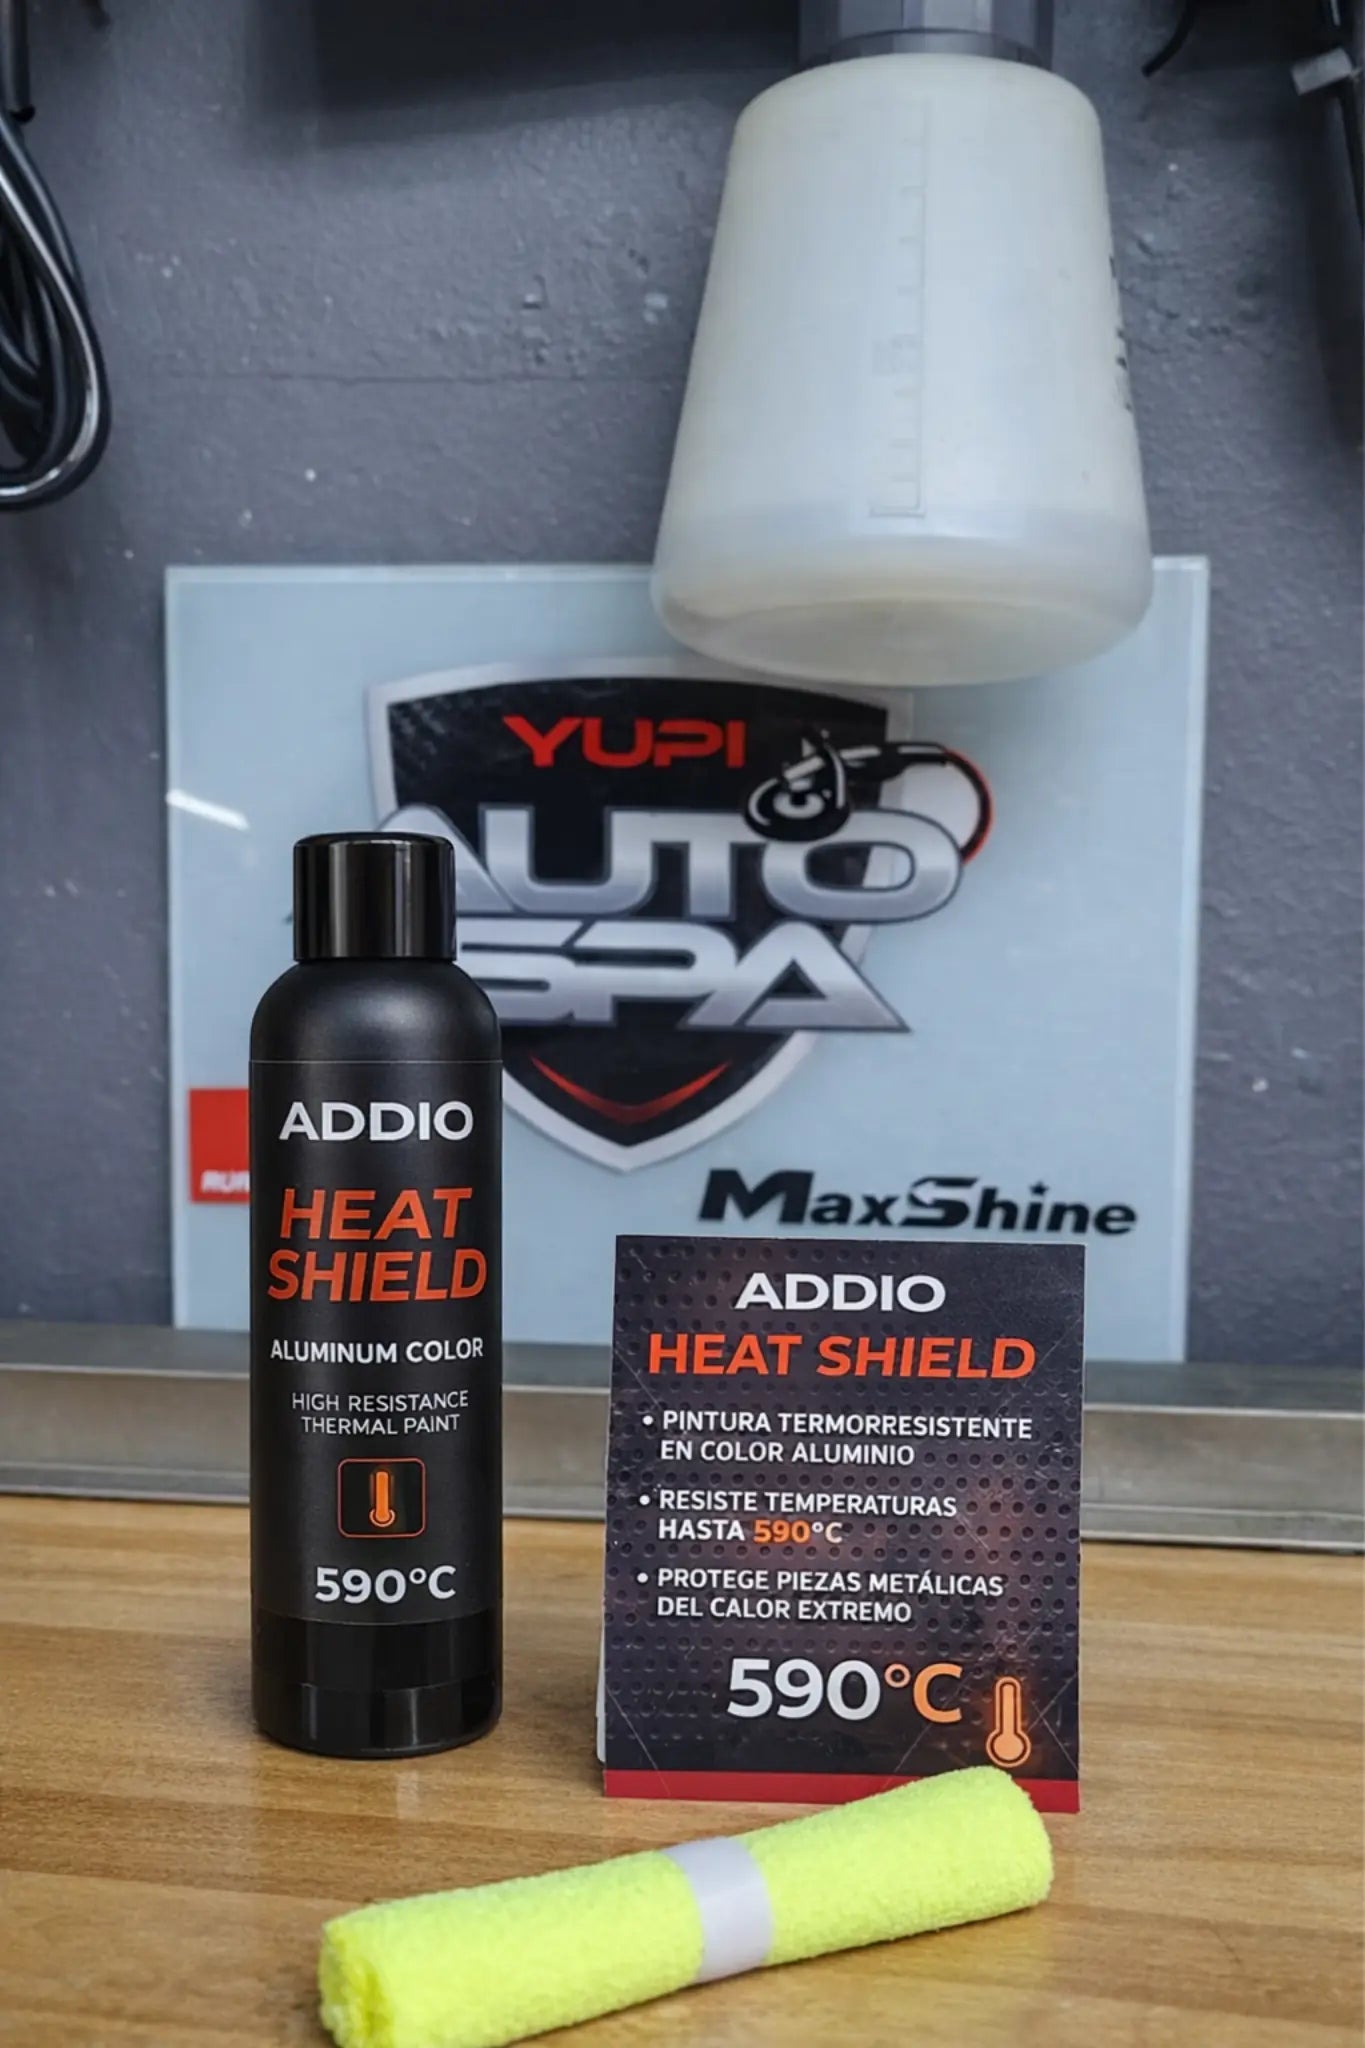 YUPI
AUTO
SPA
MaxShine
ADDIO
HEAT
SHIELD
ALUMINUM COLOR
HIGH RESISTANCE
THERMAL PAINT
590°C
ADDIO
HEAT SHIELD
• PINTURA TERMORRESISTENTE
EN COLOR ALUMINIO
• RESISTE TEMPERATURAS
HASTA 590°C
• PROTEGE PIEZAS METÁLICAS
DEL CALOR EXTREMO
590°C